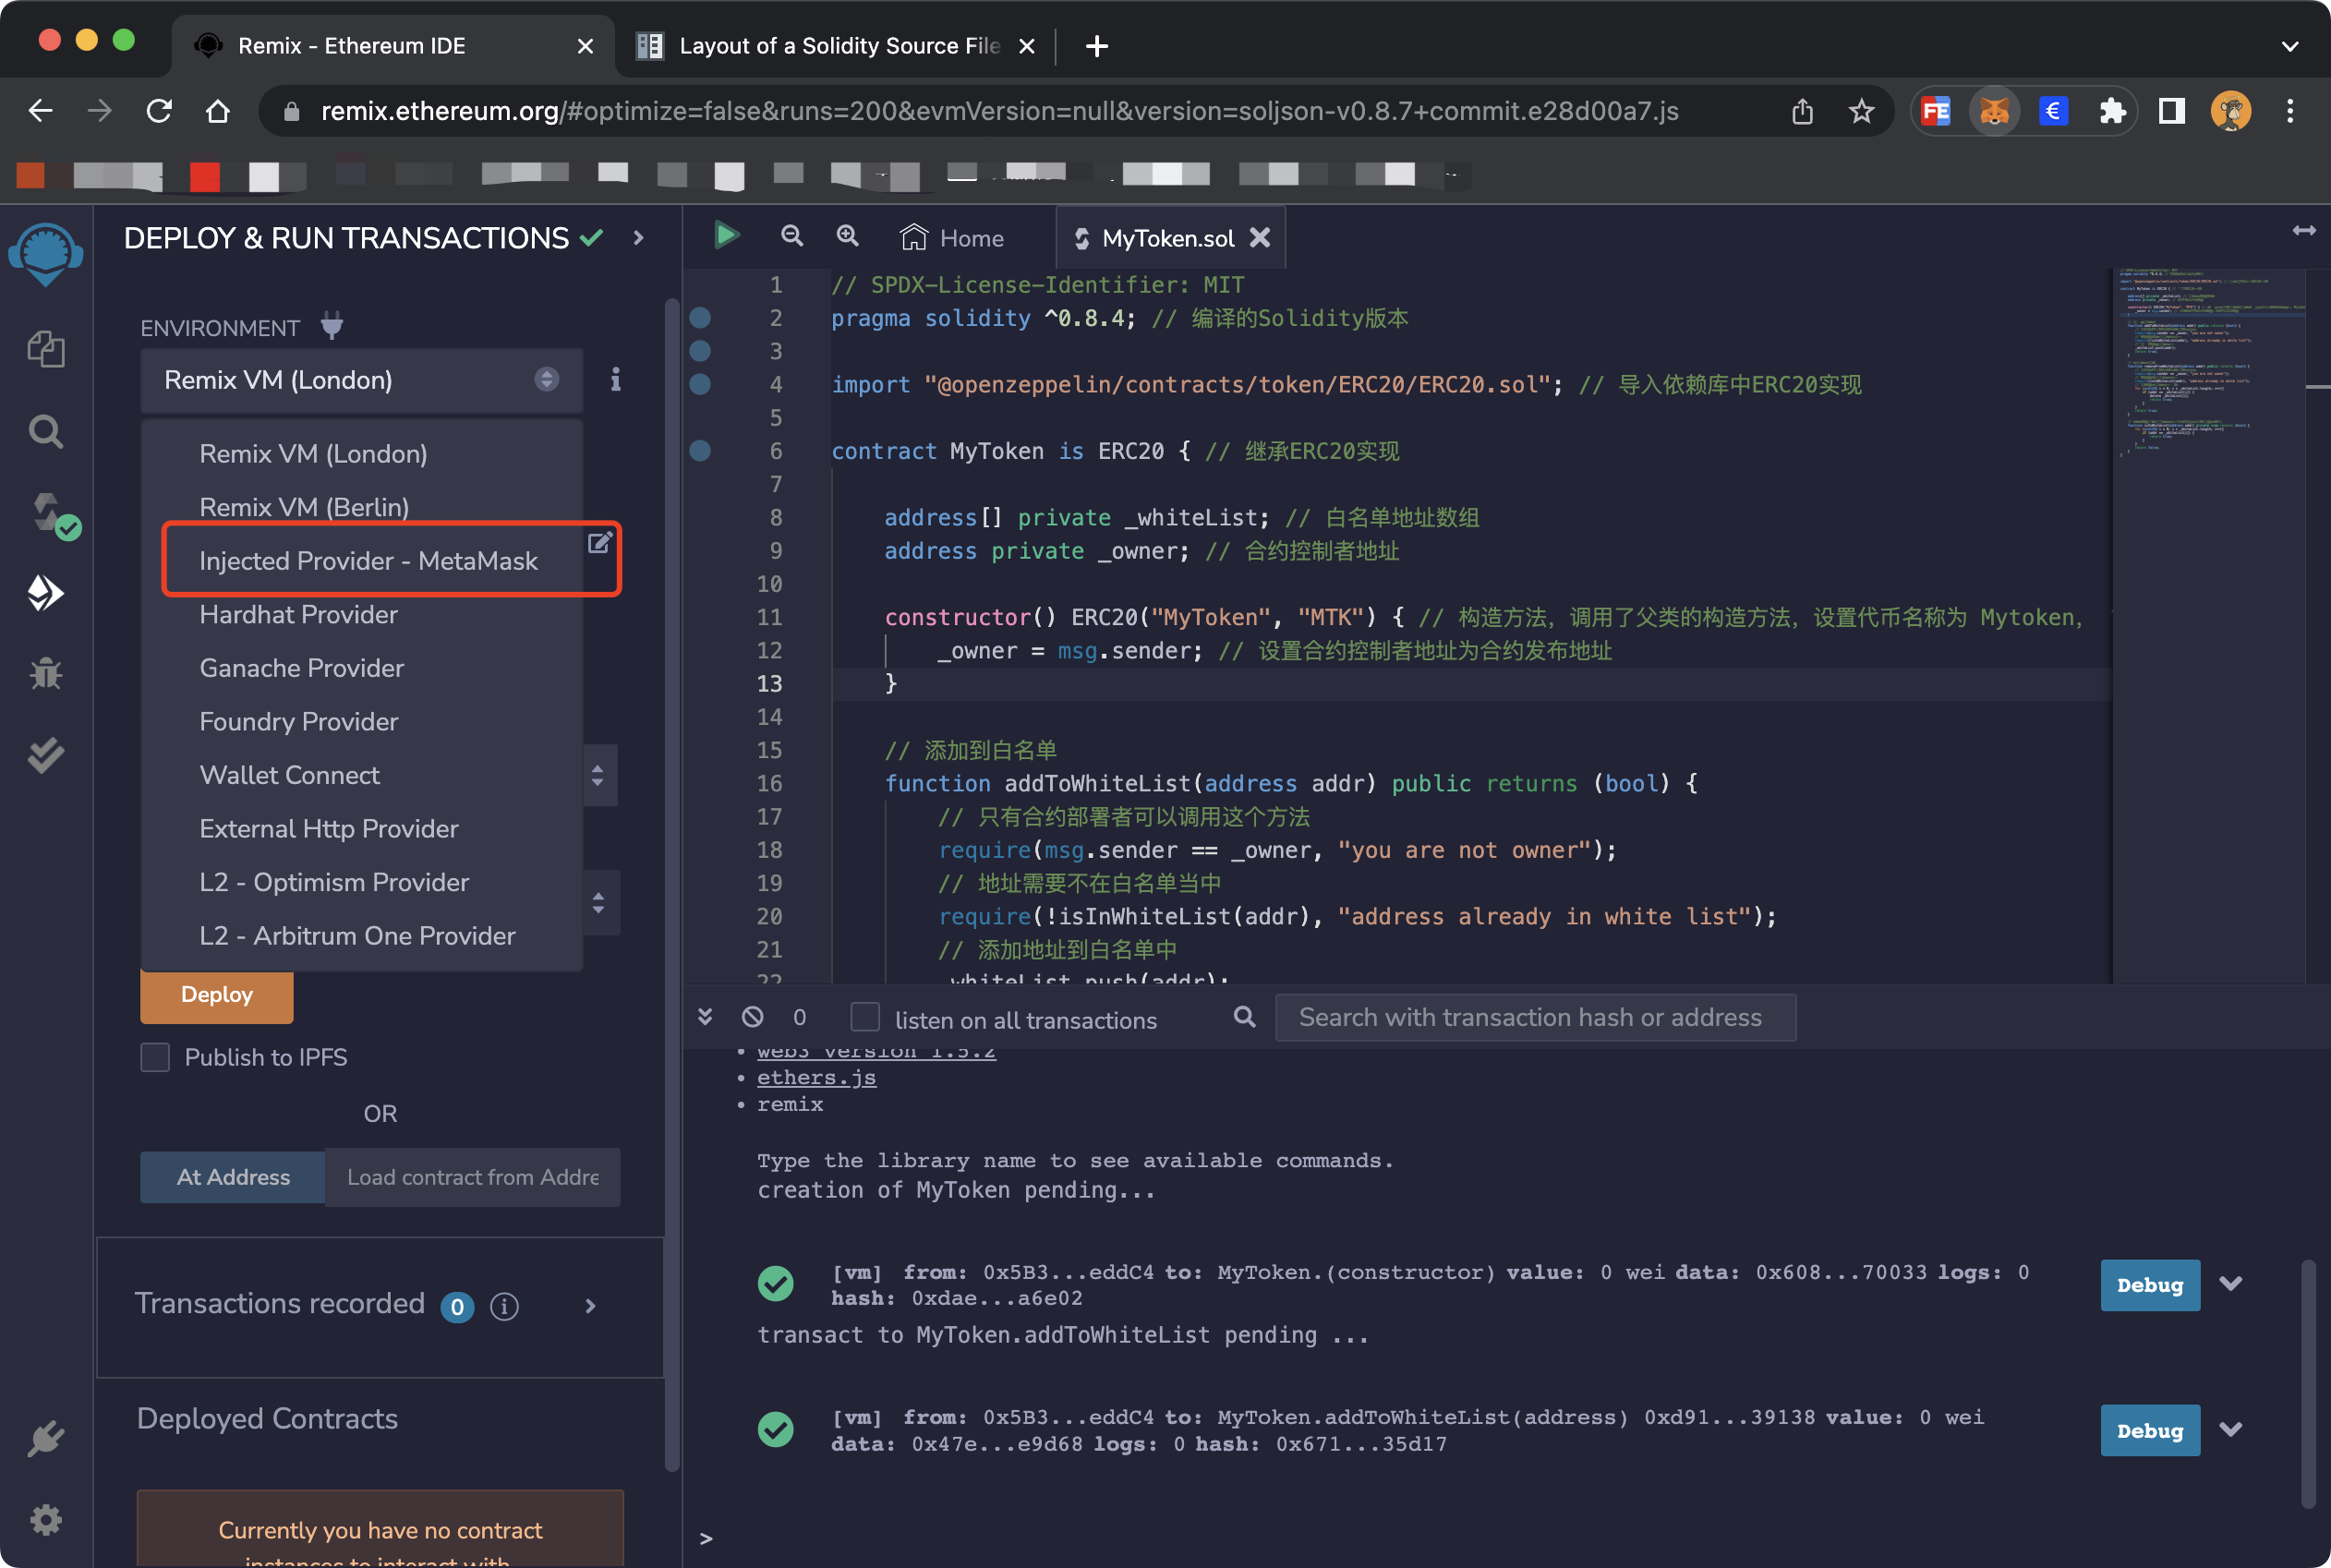 Remix - Ethereum IDE
Layout of a Solidity Source File
remix.ethereum.org/#optimize=false&runs=200&evmVersion=null&version=soljson-v0.8.7+commit.e28d00a7.js
FE
€
DEPLOY & RUN TRANSACTIONS
ENVIRONMENT
Remix VM (London)
i
Remix VM (London)
Remix VM (Berlin)
Injected Provider - MetaMask
Hardhat Provider
Ganache Provider
Foundry Provider
Wallet Connect
External Http Provider
L2 - Optimism Provider
L2 - Arbitrum One Provider
Deploy
Publish to IPFS
OR
At Address
Load contract from Addre
Transactions recorded 0 i
Deployed Contracts
Currently you have no contract
instances to interact with
Home
MyToken.sol
1 // SPDX-License-Identifier: MIT
2 pragma solidity ^0.8.4; // 编译的Solidity版本
3
4 import "@openzeppelin/contracts/token/ERC20/ERC20.sol"; // 导入依赖库中ERC20实现
5
6 contract MyToken is ERC20 { // 继承ERC20实现
7
8 address[] private _whiteList; // 白名单地址数组
9 address private _owner; // 合约控制者地址
10
11 constructor() ERC20("MyToken", "MTK") { // 构造方法，调用了父类的构造方法，设置代币名称为 Mytoken，
12 _owner = msg.sender; // 设置合约控制者地址为合约发布地址
13 }
14
15 // 添加到白名单
16 function addToWhiteList(address addr) public returns (bool) {
17 // 只有合约部署者可以调用这个方法
18 require(msg.sender == _owner, "you are not owner");
19 // 地址需要不在白名单当中
20 require(!isInWhiteList(addr), "address already in white list");
21 // 添加地址到白名单中
22 whiteList.push(addr);
0
listen on all transactions
Search with transaction hash or address
• web3 version 1.5.2
• ethers.js
• remix
Type the library name to see available commands.
creation of MyToken pending...
[vm] from: 0x5B3...eddC4 to: MyToken.(constructor) value: 0 wei data: 0x608...70033 logs: 0
hash: 0xdae...a6e02
Debug
transact to MyToken.addToWhiteList pending ...
[vm] from: 0x5B3...eddC4 to: MyToken.addToWhiteList(address) 0xd91...39138 value: 0 wei
data: 0x47e...e9d68 logs: 0 hash: 0x671...35d17
Debug
>